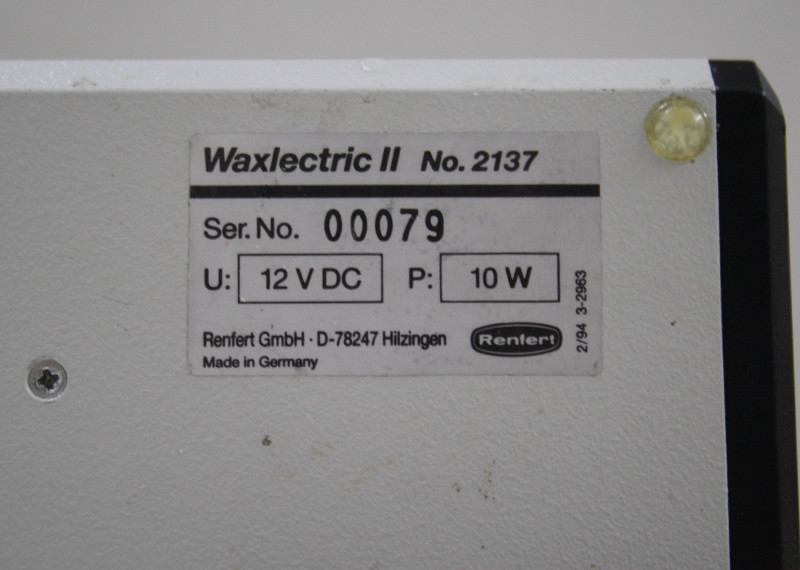 Waxlectric II No. 2137
Ser. No. 00079
U: 12 V DC P: 10 W
Renfert GmbH · D-78247 Hilzingen
Made in Germany
Renfert
2/94 3-2963